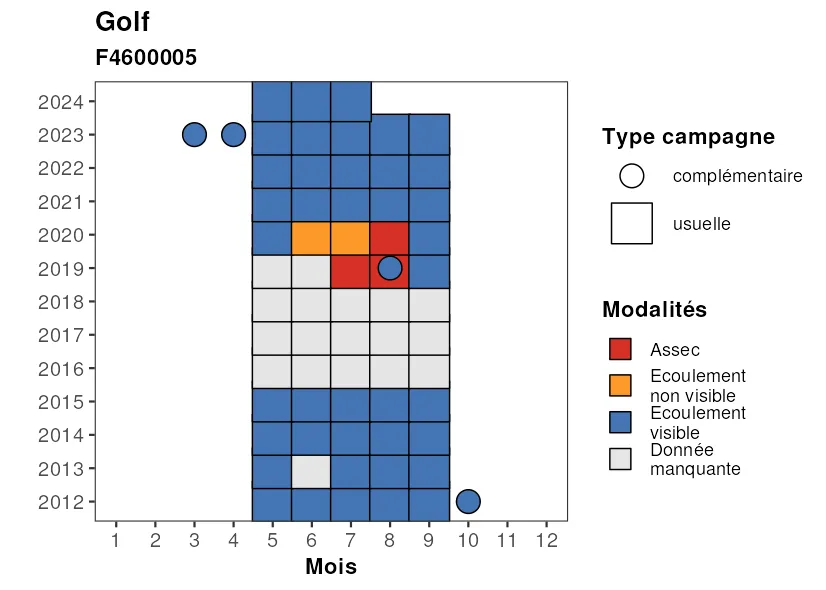 Golf
F4600005
2024
2023
2022
2021
2020
2019
2018
2017
2016
2015
2014
2013
2012
1 2 3 4 5 6 7 8 9 10 11 12
Mois
Type campagne
complémentaire
usuelle
Modalités
Assec
Ecoulement
non visible
Ecoulement
visible
Donnée
manquante